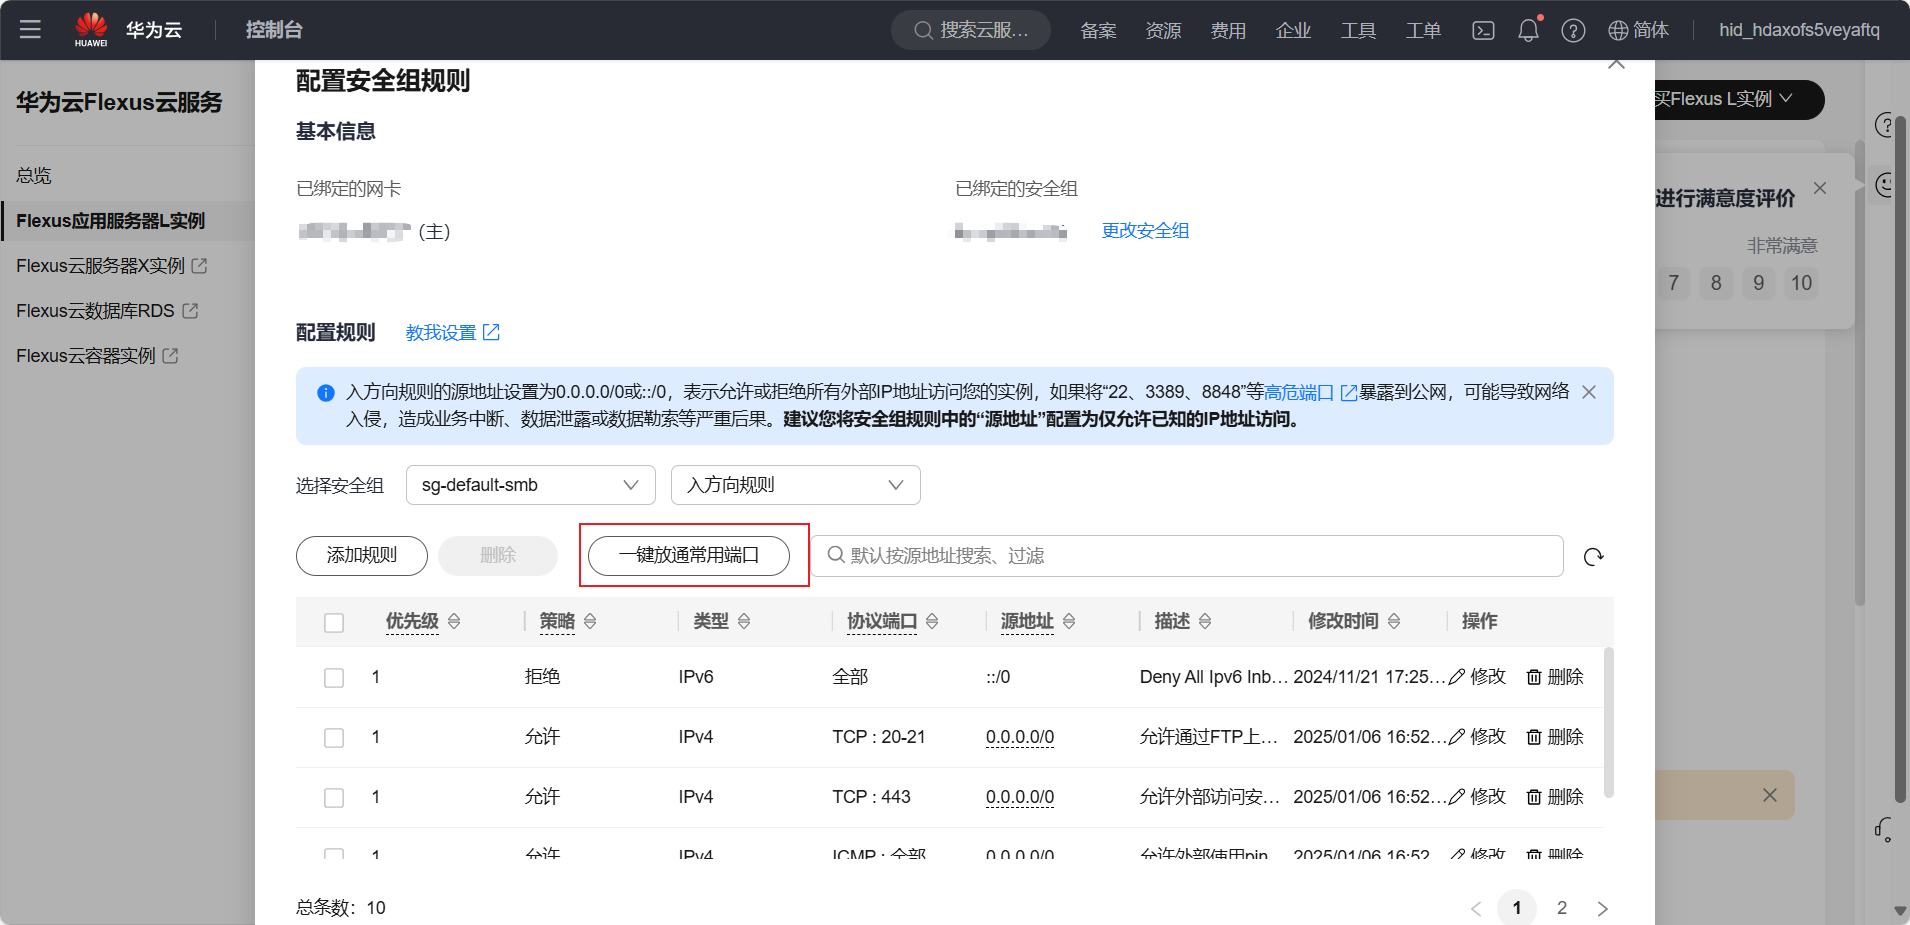 HUAWEI
华为云
控制台
搜索云服...
备案
资源
费用
企业
工具
工单
简体
hid_hdaxofs5veyaftq
华为云Flexus云服务
总览
Flexus应用服务器L实例
Flexus云服务器X实例
Flexus云数据库RDS
Flexus云容器实例
买Flexus L实例
进行满意度评价
非常满意
7 8 9 10
配置安全组规则
基本信息
已绑定的网卡
已绑定的安全组
(主)
更改安全组
配置规则 教我设置
入方向规则的源地址设置为0.0.0.0/0或::/0，表示允许或拒绝所有外部IP地址访问您的实例，如果将“22、3389、8848”等高危端口暴露到公网，可能导致网络
入侵，造成业务中断、数据泄露或数据勒索等严重后果。建议您将安全组规则中的“源地址”配置为仅允许已知的IP地址访问。
选择安全组 sg-default-smb 入方向规则
添加规则 删除 一键放通常用端口 默认按源地址搜索、过滤
优先级 策略 类型 协议端口 源地址 描述 修改时间 操作
1 拒绝 IPv6 全部 ::/0 Deny All Ipv6 Inb... 2024/11/21 17:25... 修改 删除
1 允许 IPv4 TCP : 20-21 0.0.0.0/0 允许通过FTP上... 2025/01/06 16:52... 修改 删除
1 允许 IPv4 TCP : 443 0.0.0.0/0 允许外部访问安... 2025/01/06 16:52... 修改 删除
1 允许 IPv4 ICMP : 全部 0.0.0.0/0 允许外部使用pin 2025/01/06 16:52 修改 删除
总条数：10
1 2